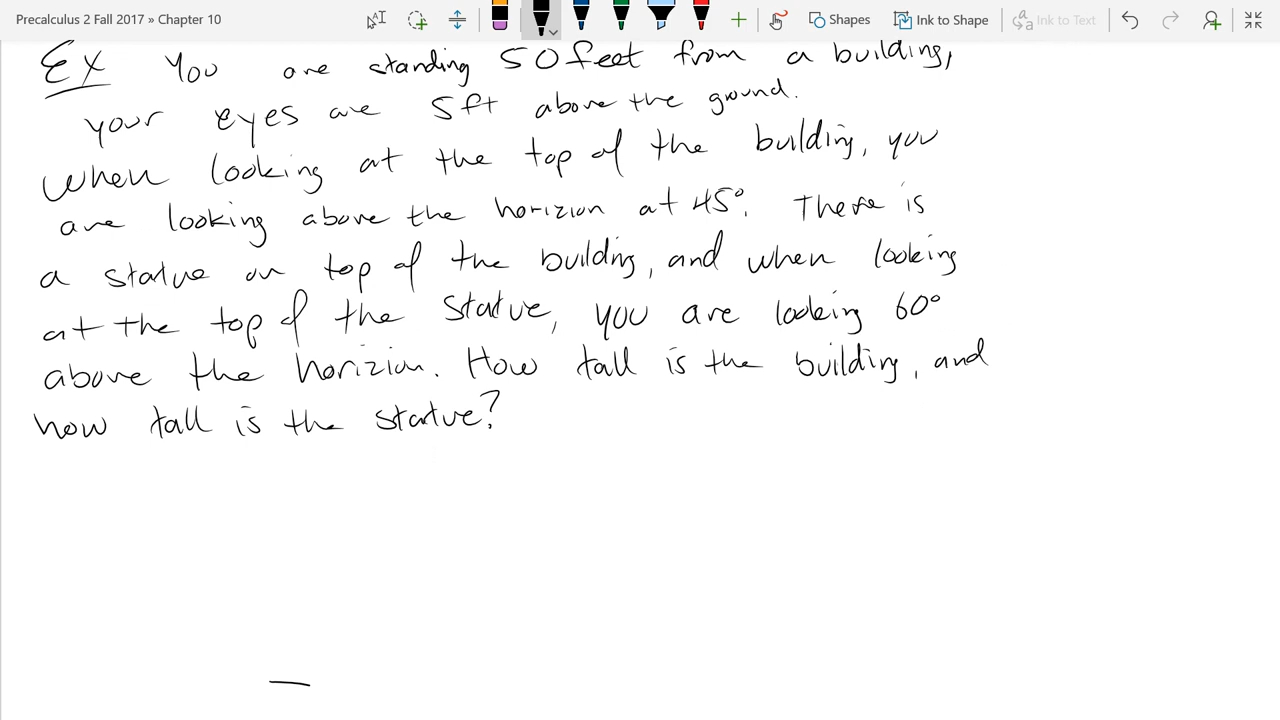 Precalculus 2 Fall 2017 » Chapter 10
Shapes
Ink to Shape
Ink to Text
Ex You are standing 50 feet from a building,
your eyes are 5ft above the ground.
When looking at the top of the building, you
are looking above the horizion at 45°. There is
a statue on top of the building, and when looking
at the top of the statue, you are looking 60°
above the horizion. How tall is the building, and
how tall is the statue?